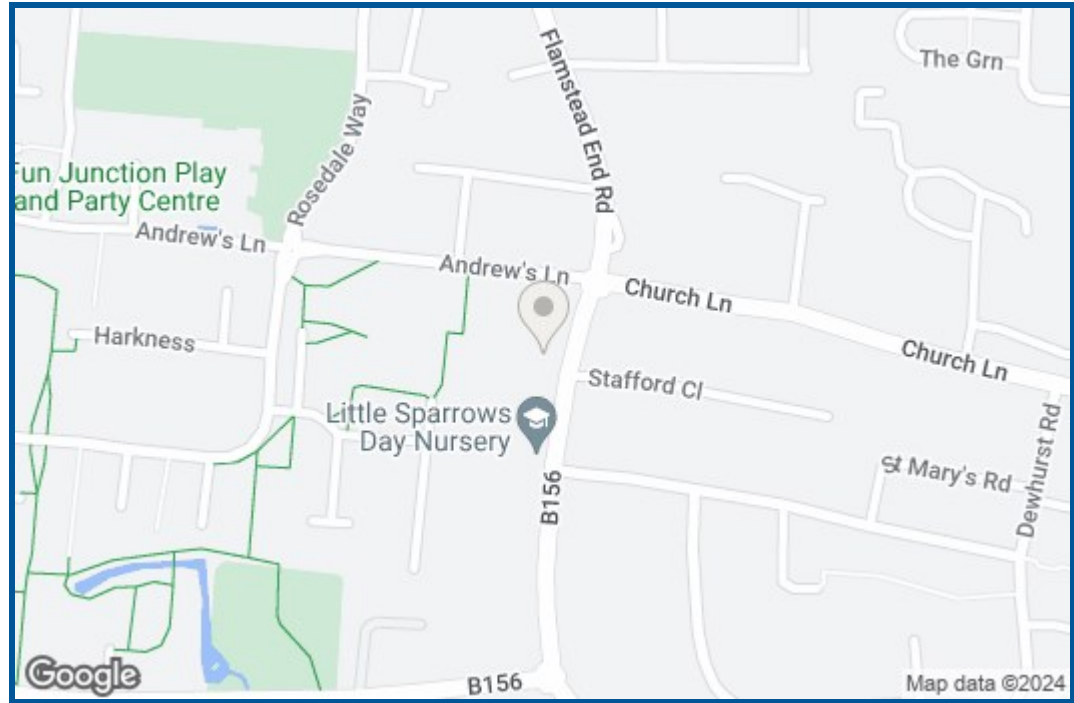 The Grn
Flamstead End Rd
Rosedale Way
Fun Junction Play
and Party Centre
Andrew's Ln
Andrew's Ln
Church Ln
Harkness
Church Ln
Stafford Cl
Little Sparrows
Day Nursery
St Mary's Rd
Dewhurst Rd
B156
Google
B156
Map data ©2024